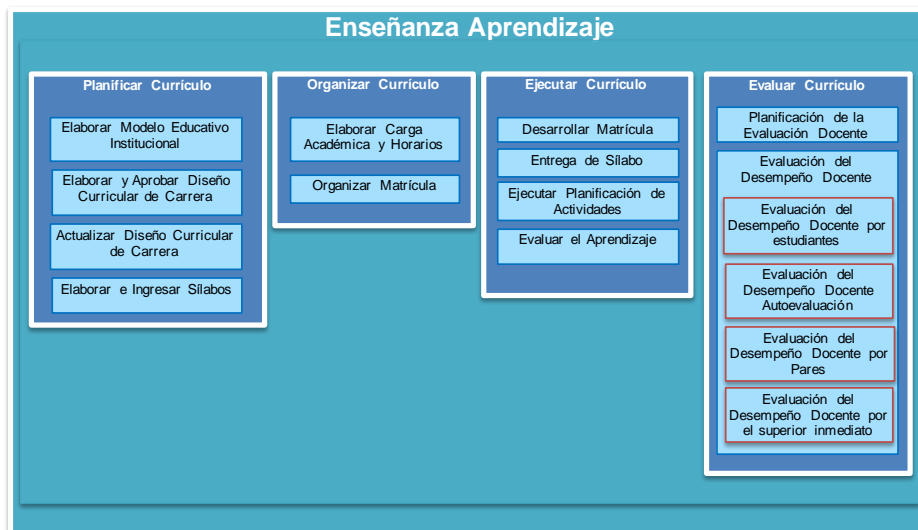 Enseñanza Aprendizaje
Planificar Currículo
Elaborar Modelo Educativo
Institucional
Elaborar y Aprobar Diseño
Curricular de Carrera
Actualizar Diseño Curricular
de Carrera
Elaborar e Ingresar Sílabos
Organizar Currículo
Elaborar Carga
Académica y Horarios
Organizar Matrícula
Ejecutar Currículo
Desarrollar Matrícula
Entrega de Sílabo
Ejecutar Planificación de
Actividades
Evaluar el Aprendizaje
Evaluar Currículo
Planificación de la
Evaluación Docente
Evaluación del
Desempeño Docente
Evaluación del
Desempeño Docente por
estudiantes
Evaluación del
Desempeño Docente
Autoevaluación
Evaluación del
Desempeño Docente por
Pares
Evaluación del
Desempeño Docente por
el superior inmediato